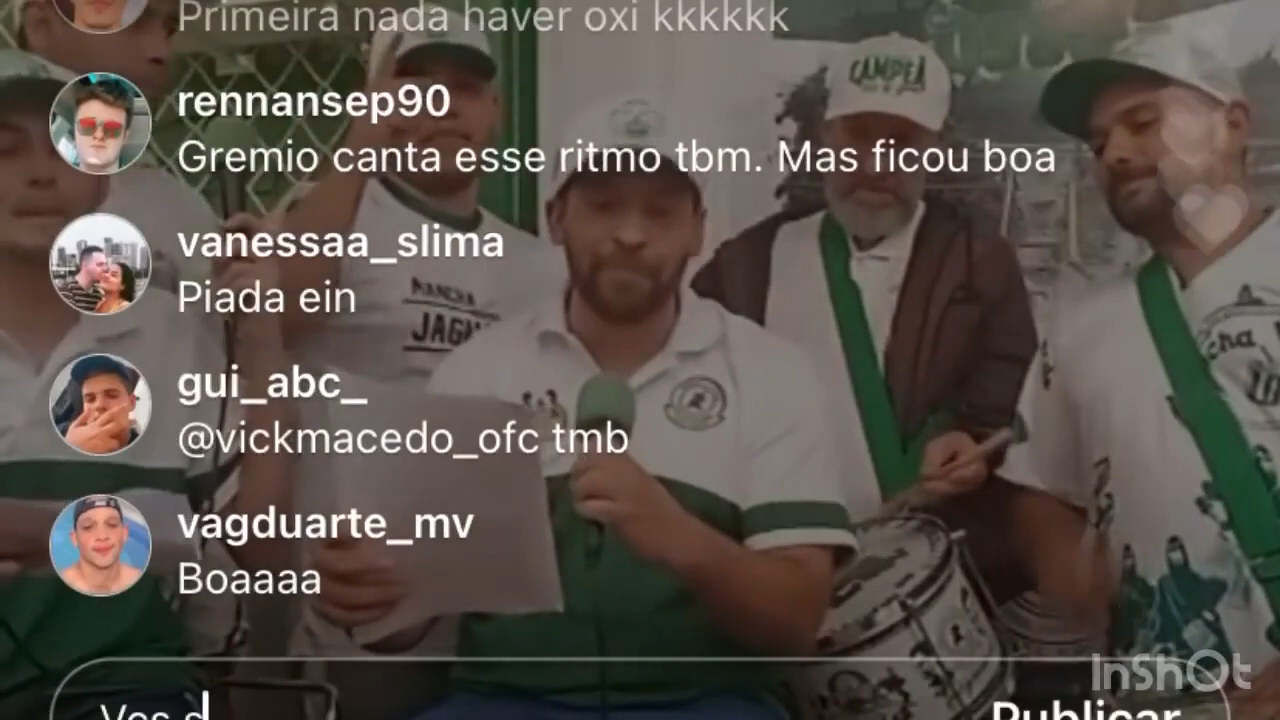 Primeira nada haver oxi kkkkkk
rennansep90
Gremio canta esse ritmo tbm. Mas ficou boa
vanessaa_slima
Piada ein
gui_abc_
@vickmacedo_ofc tmb
vagduarte_mv
Boaaaa
Publicar
InShOt
CAMPEÃ
MANCHA